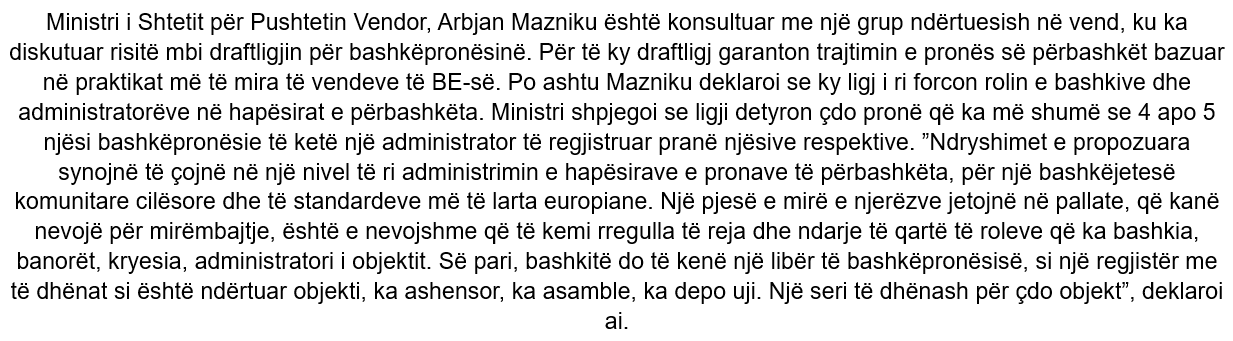 Ministri i Shtetit për Pushtetin Vendor, Arbjan Mazniku është konsultuar me një grup ndërtuesish në vend, ku ka
diskutuar risitë mbi draftligjin për bashkëpronësinë. Për të ky draftligj garanton trajtimin e pronës së përbashkët bazuar
në praktikat më të mira të vendeve të BE-së. Po ashtu Mazniku deklaroi se ky ligj i ri forcon rolin e bashkive dhe
administratorëve në hapësirat e përbashkëta. Ministri shpjegoi se ligji detyron çdo pronë që ka më shumë se 4 apo 5
njësi bashkëpronësie të ketë një administrator të regjistruar pranë njësive respektive. ”Ndryshimet e propozuara
synojnë të çojnë në një nivel të ri administrimin e hapësirave e pronave të përbashkëta, për një bashkëjetesë
komunitare cilësore dhe të standardeve më të larta europiane. Një pjesë e mirë e njerëzve jetojnë në pallate, që kanë
nevojë për mirëmbajtje, është e nevojshme që të kemi rregulla të reja dhe ndarje të qartë të roleve që ka bashkia,
banorët, kryesia, administratori i objektit. Së pari, bashkitë do të kenë një libër të bashkëpronësisë, si një regjistër me
të dhënat si është ndërtuar objekti, ka ashensor, ka asamble, ka depo uji. Një seri të dhënash për çdo objekt”, deklaroi
ai.